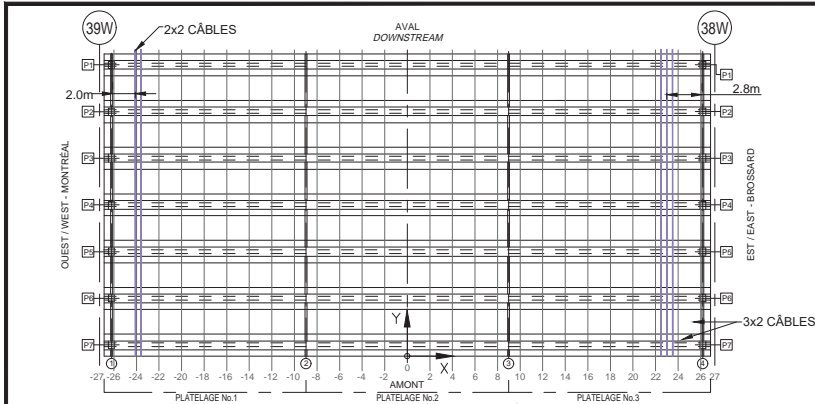 39W
2x2 CÂBLES
AVAL
DOWNSTREAM
38W
P1
P1
2.0m
2.8m
P2
P2
P3
P3
OUEST / WEST - MONTRÉAL
EST / EAST - BROSSARD
P4
P4
P5
P5
P6
P6
Y
3x2 CÂBLES
P7
P7
X
1
2
3
4
-27 -26 -24 -22 -20 -18 -16 -14 -12 -10 -8 -6 -4 -2 0 2 4 6 8 10 12 14 16 18 20 22 24 26 27
AMONT
PLATELAGE No.1
PLATELAGE No.2
PLATELAGE No.3